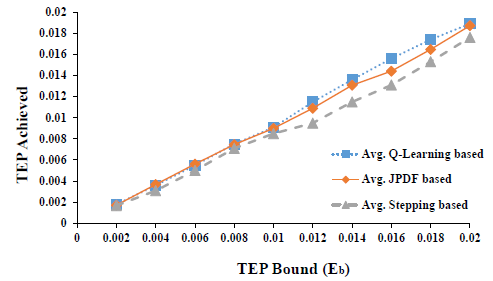 0.02
0.018
0.016
0.014
0.012
0.01
0.008
0.006
0.004
0.002
0
TEP Achieved
Avg. Q-Learning based
Avg. JPDF based
Avg. Stepping based
0 0.002 0.004 0.006 0.008 0.01 0.012 0.014 0.016 0.018 0.02
TEP Bound (Eb)